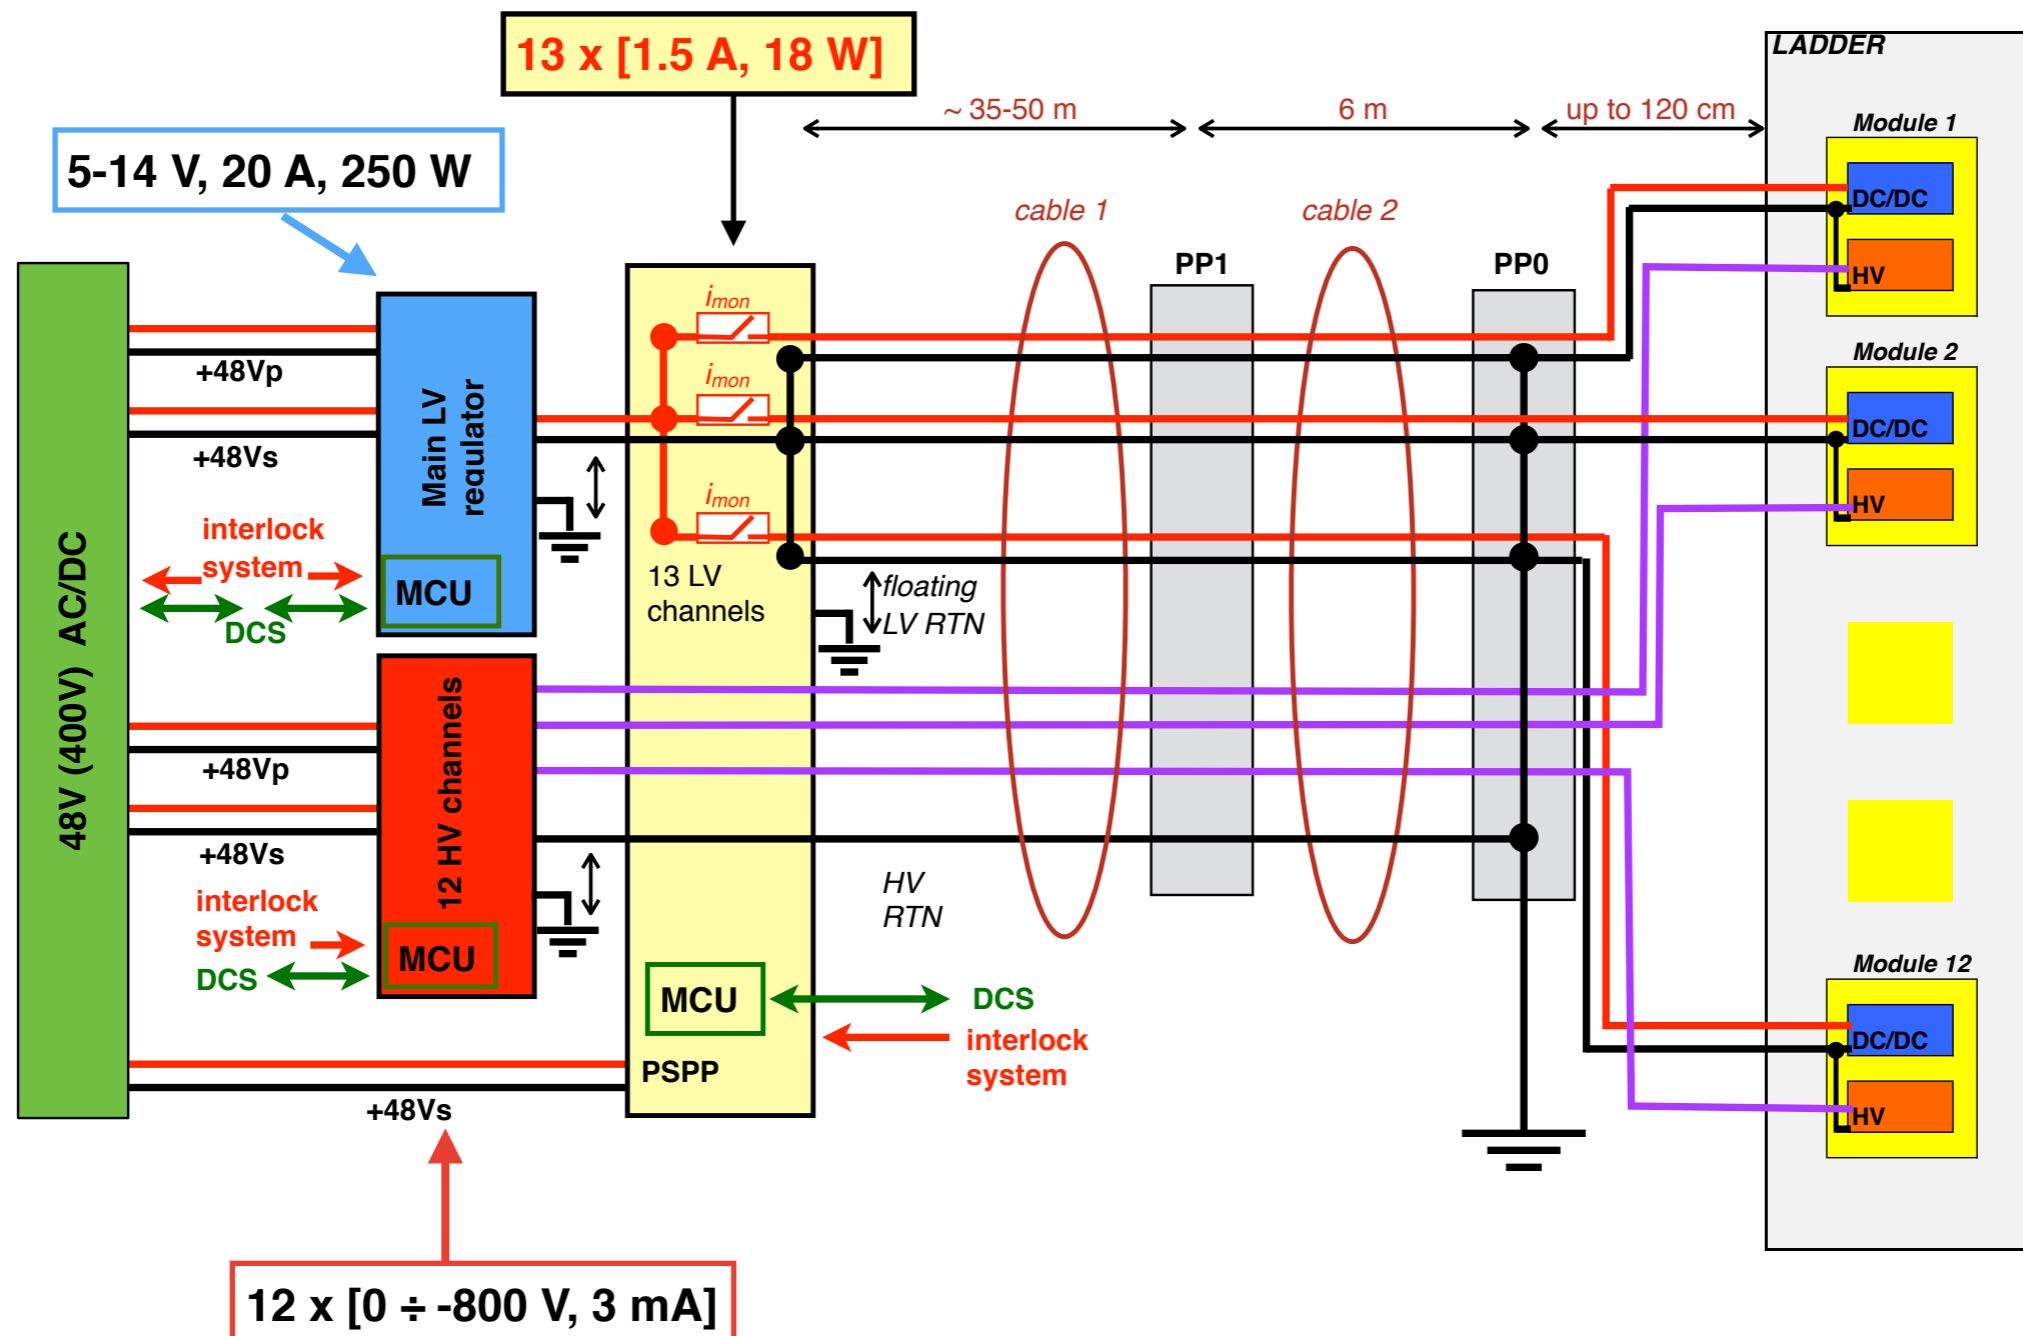 13 x [1.5 A, 18 W]
LADDER
~ 35-50 m
6 m
up to 120 cm
Module 1
5-14 V, 20 A, 250 W
cable 1
cable 2
DC/DC
PP1
PP0
HV
imon
Module 2
+48Vp
imon
Main LV
regulator
DC/DC
+48Vs
imon
HV
interlock
system
48V (400V) AC/DC
MCU
13 LV
channels
floating
LV RTN
DCS
12 HV channels
+48Vp
+48Vs
HV
RTN
interlock
system
MCU
DCS
Module 12
MCU
DCS
DC/DC
interlock
system
PSPP
+48Vs
HV
12 x [0 ÷ -800 V, 3 mA]